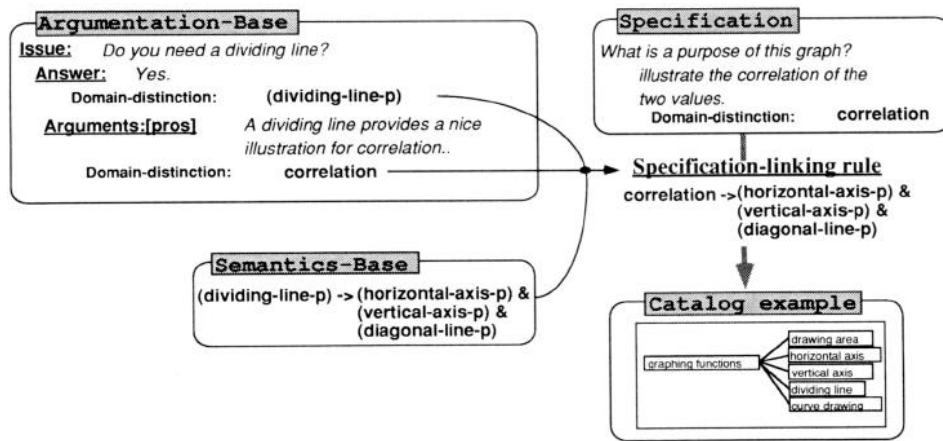 Argumentation-Base
Issue: Do you need a dividing line?
Answer: Yes.
Domain-distinction: (dividing-line-p)
Arguments:[pros] A dividing line provides a nice
illustration for correlation..
Domain-distinction: correlation
Specification
What is a purpose of this graph?
illustrate the correlation of the
two values.
Domain-distinction: correlation
Specification-linking rule
correlation ->(horizontal-axis-p) &
(vertical-axis-p) &
(diagonal-line-p)
Semantics-Base
(dividing-line-p) -> (horizontal-axis-p) &
(vertical-axis-p) &
(diagonal-line-p)
Catalog example
graphing functions
drawing area
horizontal axis
vertical axis
dividing line
curve drawing